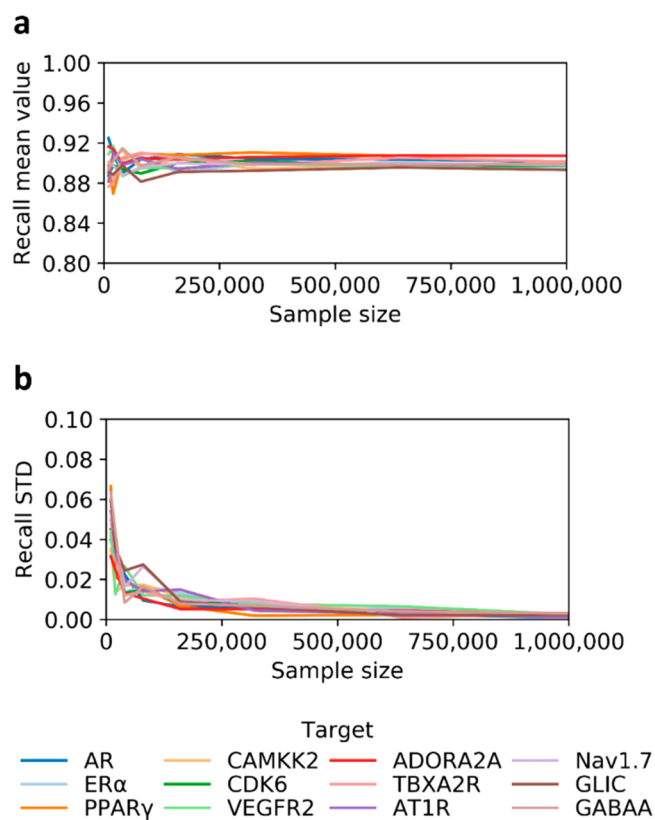 a
1.00
0.96
0.92
0.88
0.84
0.80
Recall mean value
0 250,000 500,000 750,000 1,000,000
Sample size
b
0.10
0.08
0.06
0.04
0.02
0.00
Recall STD
0 250,000 500,000 750,000 1,000,000
Sample size
Target
AR CAMKK2 ADORA2A Nav1.7
ERα CDK6 TBXA2R GLIC
PPARγ VEGFR2 AT1R GABAA